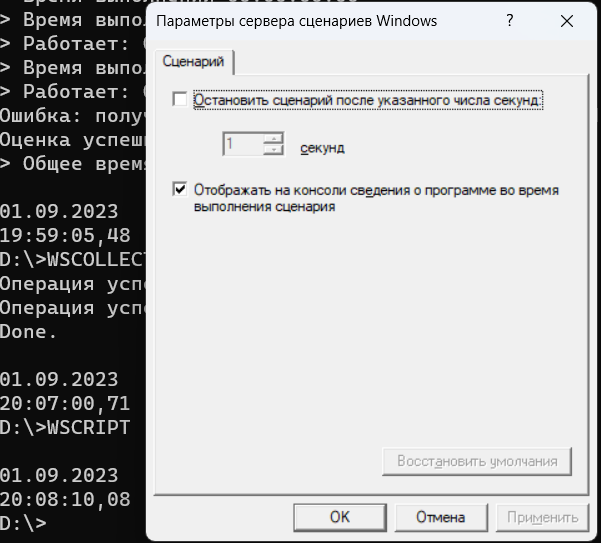 > Время выпол
> Работает:
> Время выпол
> Работает:
Ошибка: получ
Оценка успеш
> Общее время
01.09.2023
19:59:05,48
D:\>WSCOLLECT
Операция успе
Операция успе
Done.
01.09.2023
20:07:00,71
D:\>WSCRIPT
01.09.2023
20:08:10,08
D:\>
Параметры сервера сценариев Windows
Сценарий
Остановить сценарий после указанного числа секунд:
1
секунд
Отображать на консоли сведения о программе во время
выполнения сценария
Восстановить умолчания
OK
Отмена
Применить